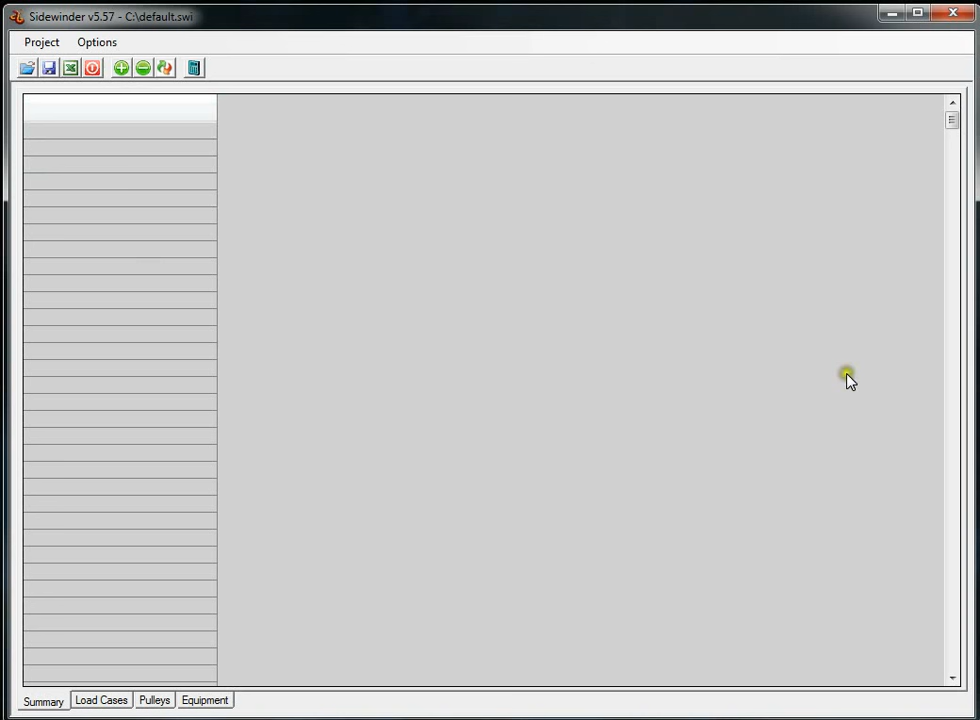 Sidewinder v5.57 - C:\default.swi
Project Options
Summary Load Cases Pulleys Equipment